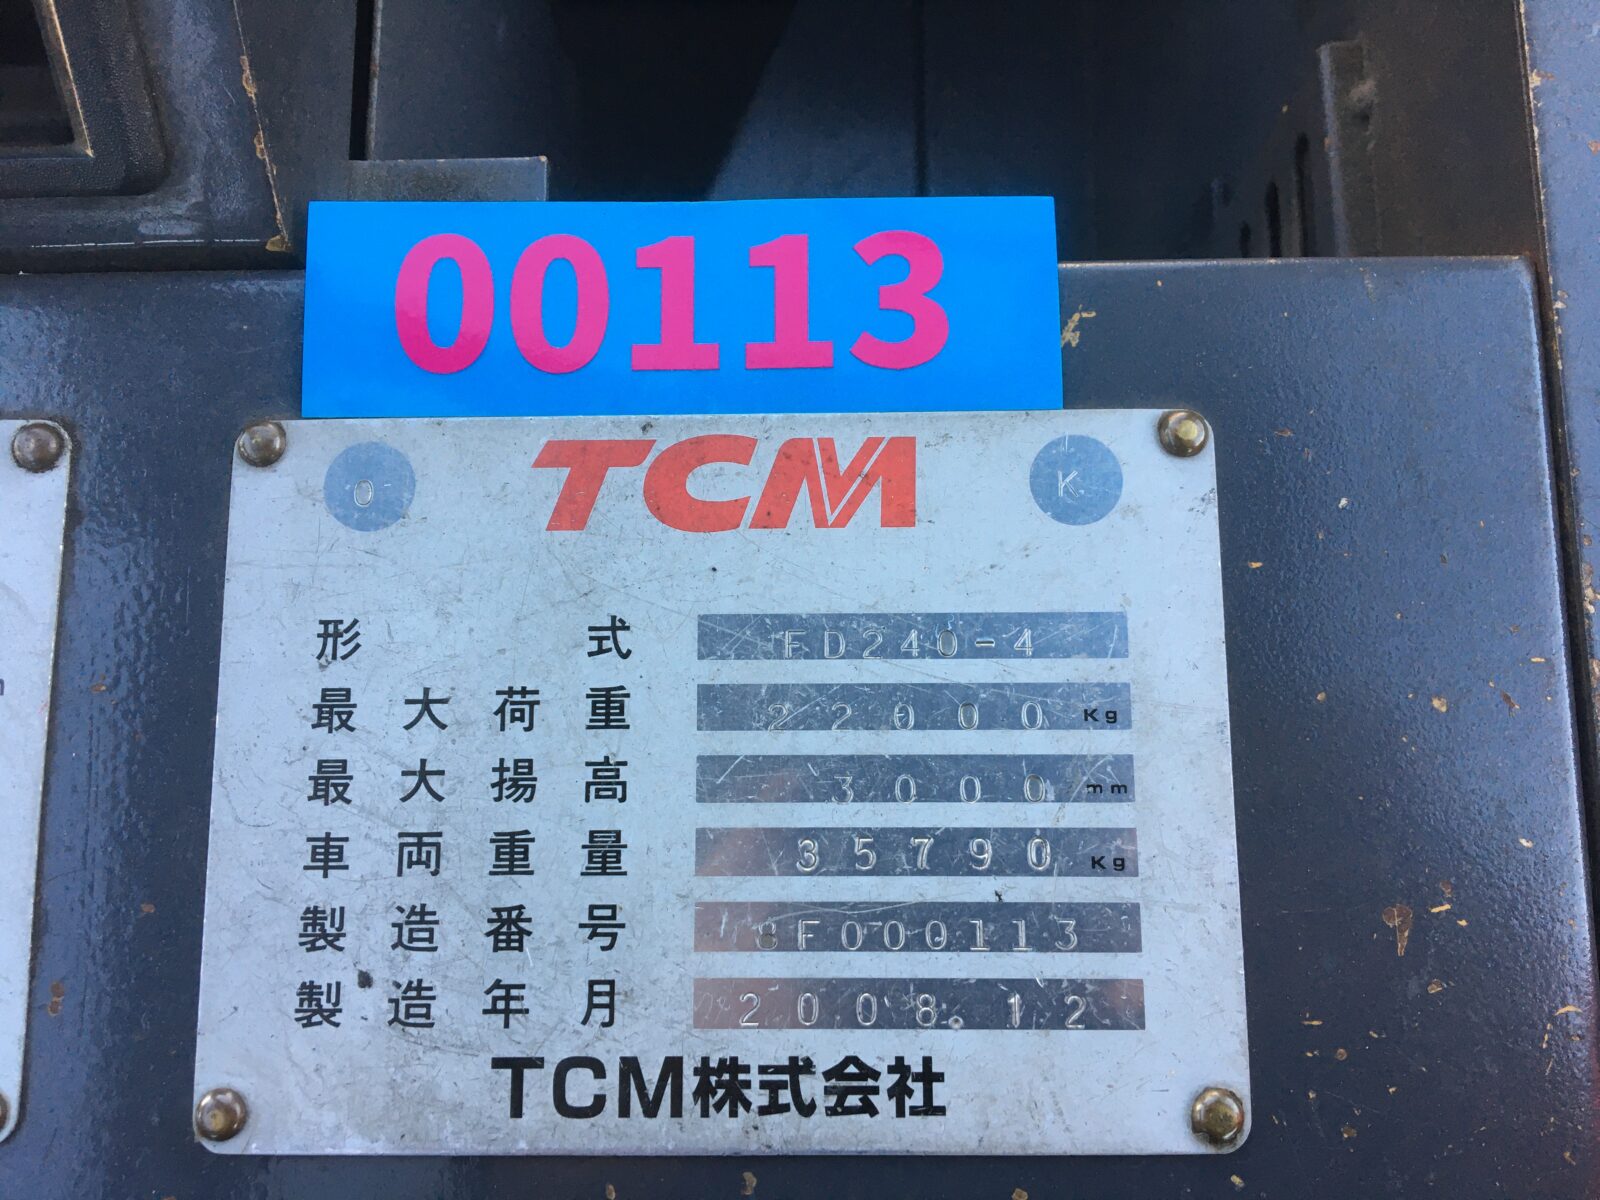 00113
O TCM K
形式 FD240-4
最大荷重 22000 Kg
最大揚高 3000 mm
車両重量 35790 Kg
製造番号 8F000113
製造年月 2008.12
TCM株式会社